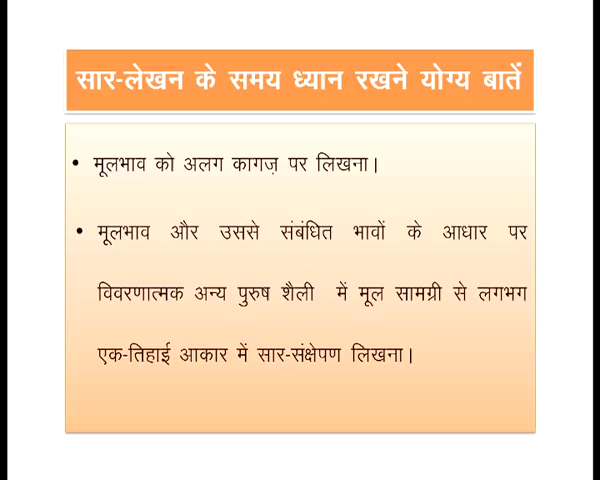 सार-लेखन के समय ध्यान रखने योग्य बातें
• मूलभाव को अलग कागज़ पर लिखना।
• मूलभाव और उससे संबंधित भावों के आधार पर
विवरणात्मक अन्य पुरुष शैली में मूल सामग्री से लगभग
एक-तिहाई आकार में सार-संक्षेपण लिखना।